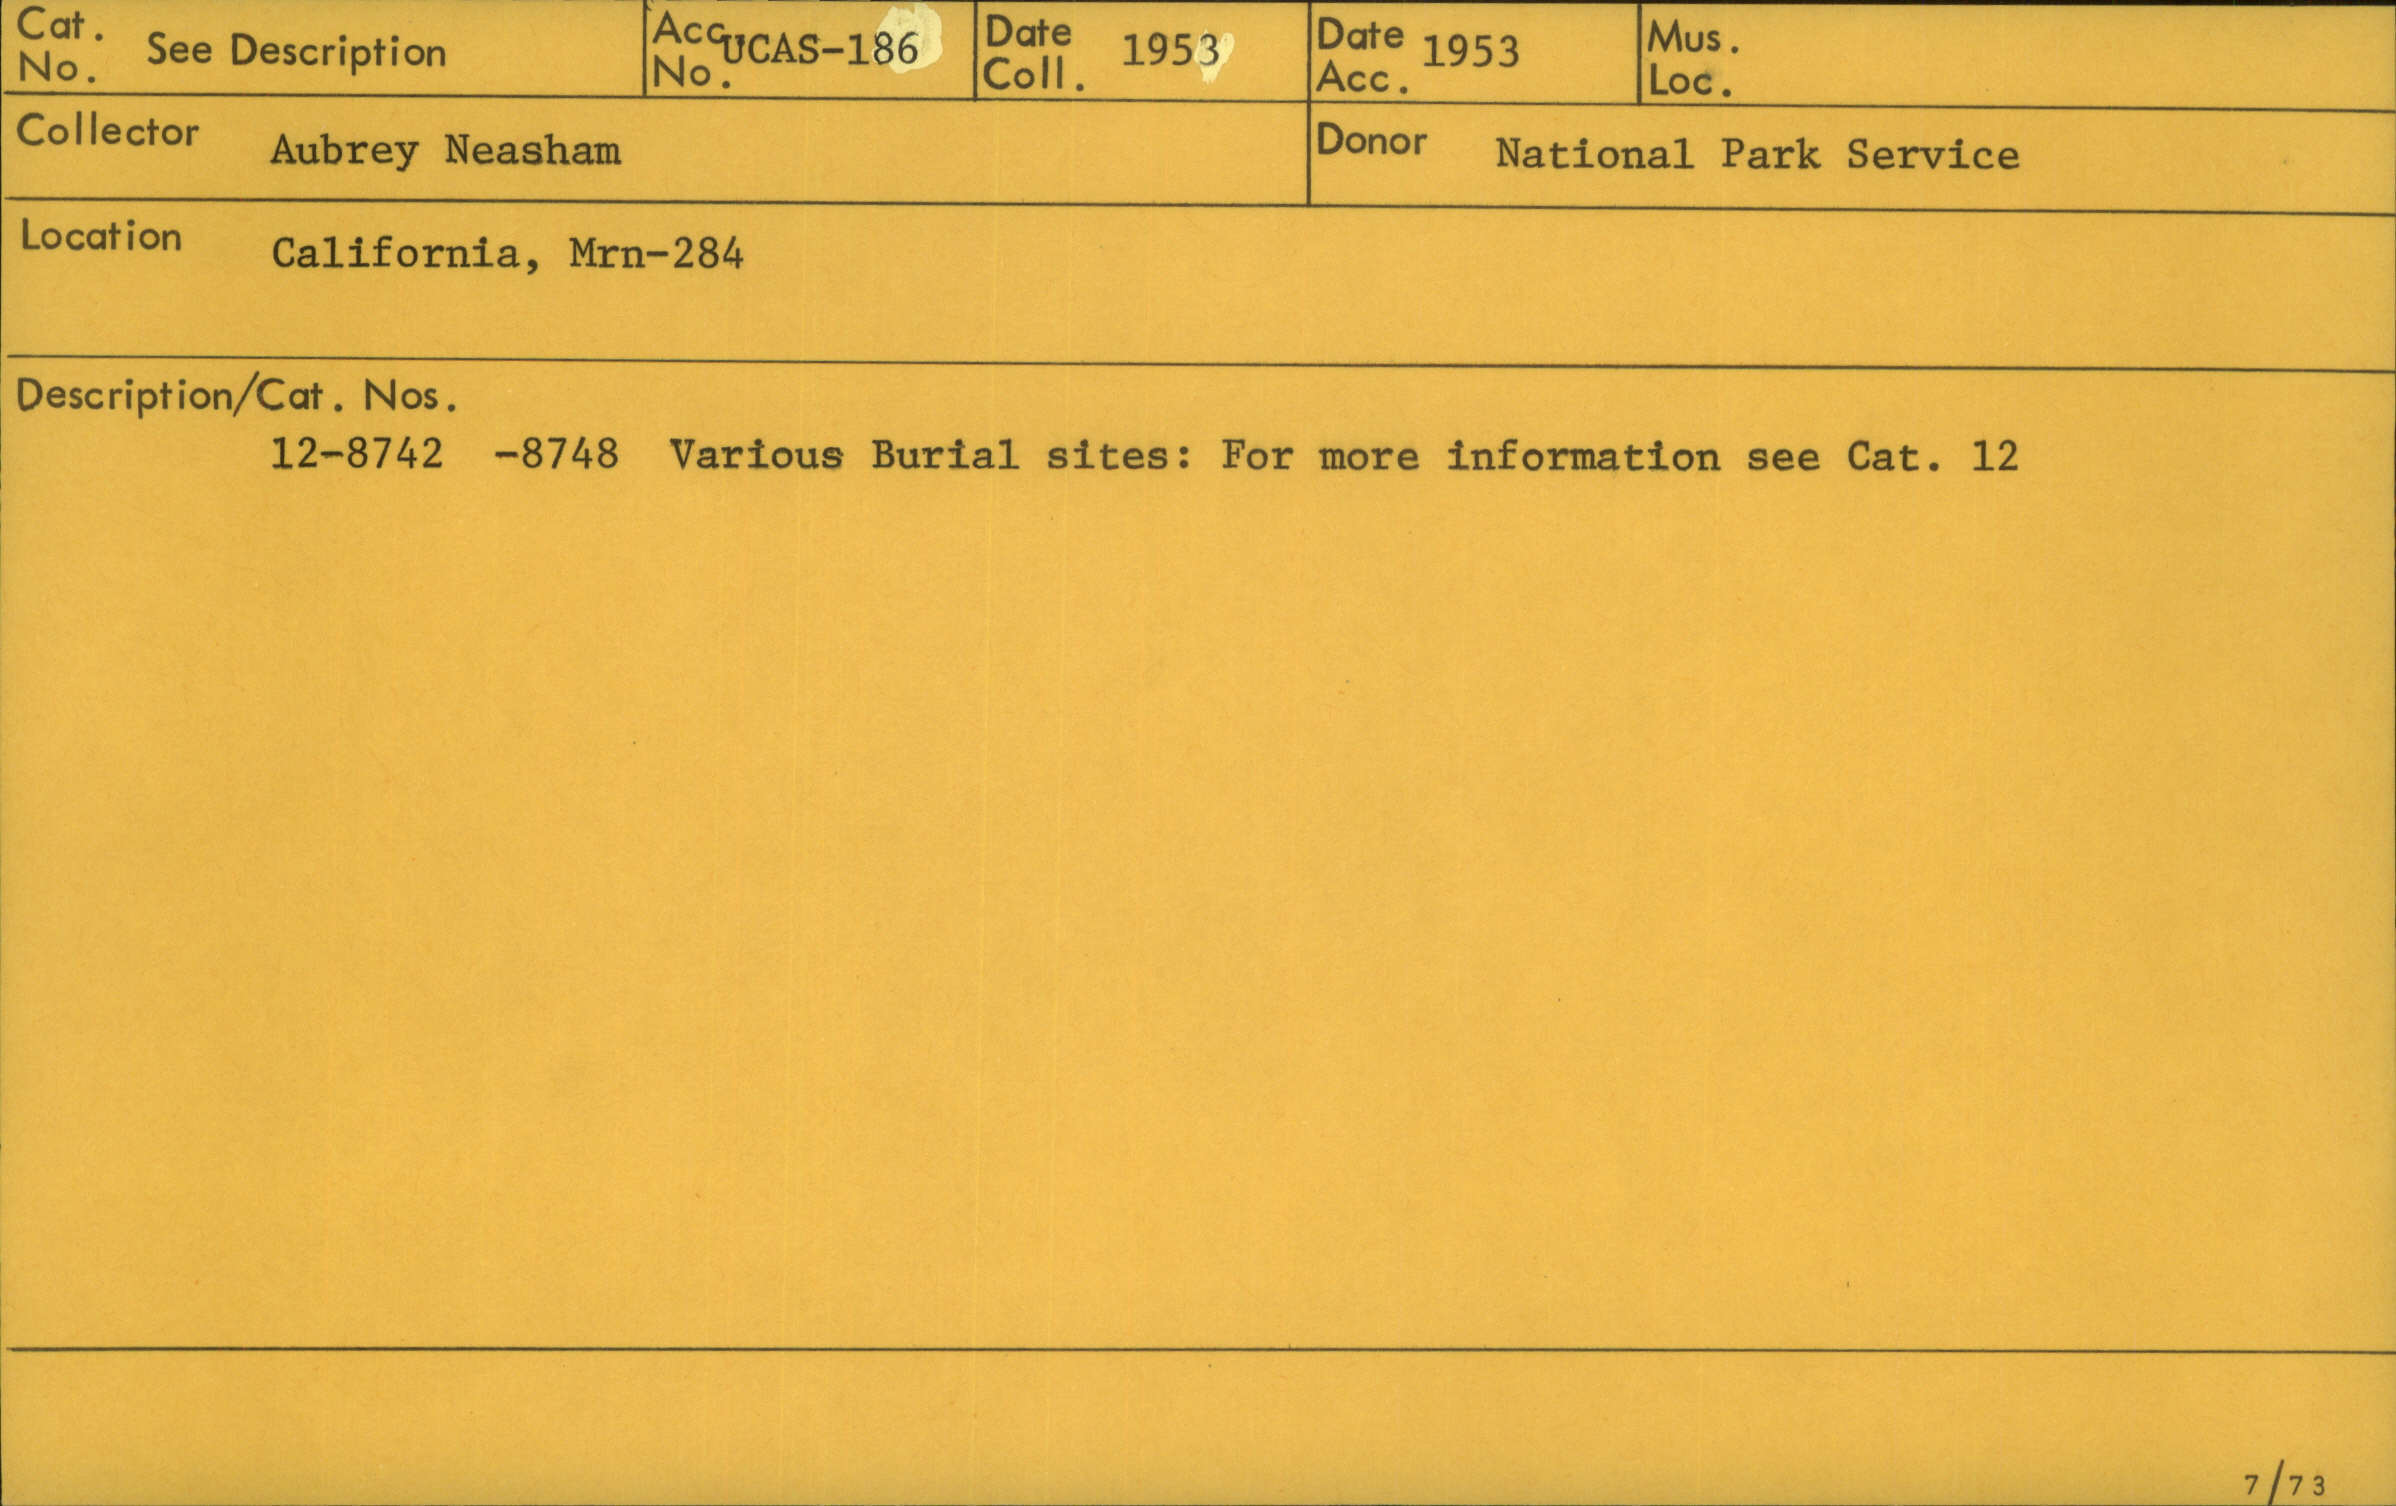 Cat. No. See Description
Acc. No. UCAS-186
Date Coll. 1953
Date Acc. 1953
Mus. Loc.
Collector Aubrey Neasham
Donor National Park Service
Location California, Mrn-284
Description/Cat. Nos.
12-8742 -8748 Various Burial sites: For more information see Cat. 12
7/73